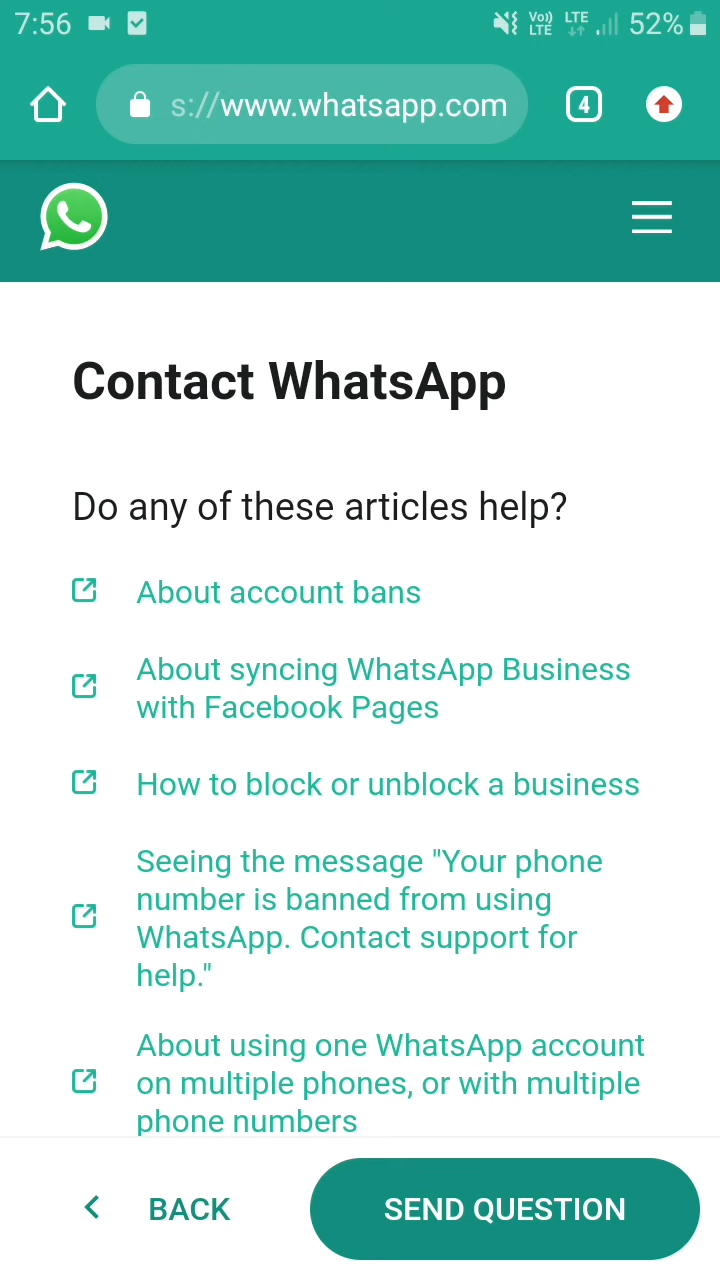 7:56
Vo)) LTE
LTE
52%
s://www.whatsapp.com
4
Contact WhatsApp
Do any of these articles help?
About account bans
About syncing WhatsApp Business
with Facebook Pages
How to block or unblock a business
Seeing the message "Your phone
number is banned from using
WhatsApp. Contact support for
help."
About using one WhatsApp account
on multiple phones, or with multiple
phone numbers
BACK
SEND QUESTION